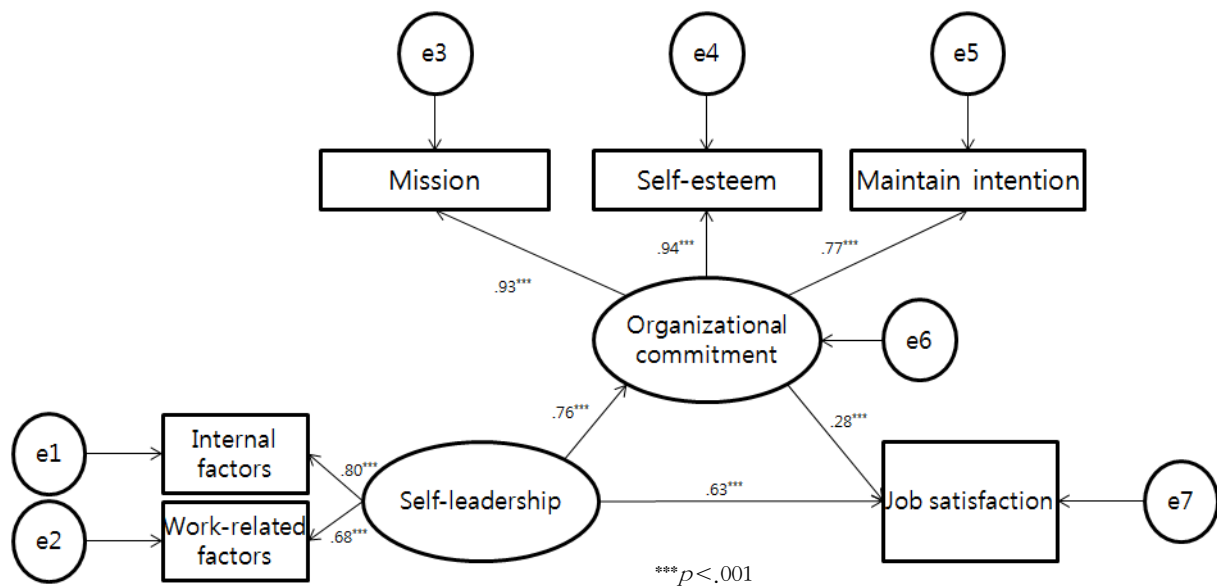 e3
e4
e5
Mission
Self-esteem
Maintain intention
.93***
.94***
.77***
Organizational
commitment
e6
.76***
.28***
e1
Internal
factors
.80***
Self-leadership
.63***
Job satisfaction
e7
e2
Work-related
factors
.68***
***p<.001